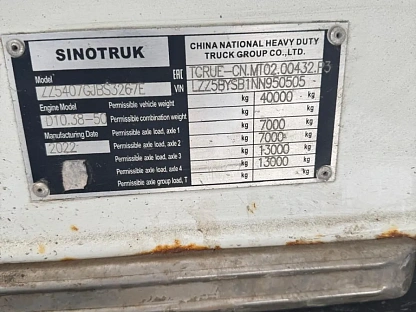 SINOTRUK
CHINA NATIONAL HEAVY DUTY
TRUCK GROUP CO.,LTD.
Model
EAC TCRUE-CN.MT02.00432.P3
ZZ5407GJBS3267E VIN LZZ5BYSB1NN950505
Engine Model Permissible vehicle weight kg 40000 kg
D10.38-50 Permissible combination weight kg kg
Manufacturing Date Permissible axle load, axle 1 kg 7000 kg
2022 Permissible axle load, axle 2 kg 7000 kg
Permissible axle load, axle 3 kg 13000 kg
Permissible axle load, axle 4 kg 13000 kg
Permissible axle group load, T kg kg